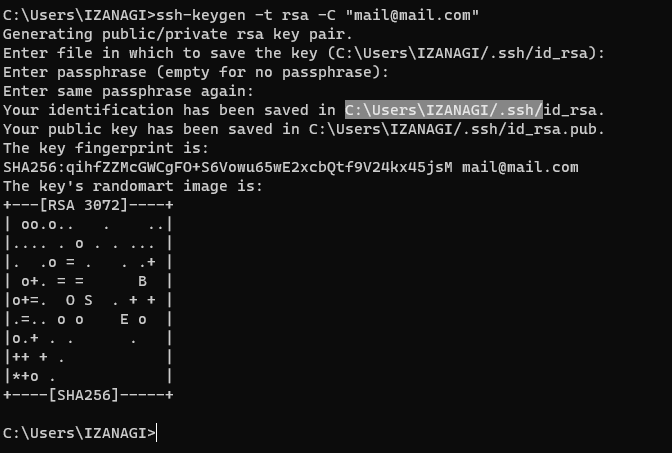 C:\Users\IZANAGI>ssh-keygen -t rsa -C "mail@mail.com"
Generating public/private rsa key pair.
Enter file in which to save the key (C:\Users\IZANAGI/.ssh/id_rsa):
Enter passphrase (empty for no passphrase):
Enter same passphrase again:
Your identification has been saved in C:\Users\IZANAGI/.ssh/id_rsa.
Your public key has been saved in C:\Users\IZANAGI/.ssh/id_rsa.pub.
The key fingerprint is:
SHA256:qihfZZMcGWCgFO+S6Vowu65wE2xcbQtf9V24kx45jsM mail@mail.com
The key's randomart image is:
+---[RSA 3072]----+
| oo.o..   .    ..|
|.... . o . . ... |
|.  .o = .   . .+ |
| o+. = =      B  |
|o+=.  O S  . + + |
|.=.. o o    E o  |
|o.+ . .      .   |
|++ + .           |
|*+o .            |
+----[SHA256]-----+
C:\Users\IZANAGI>